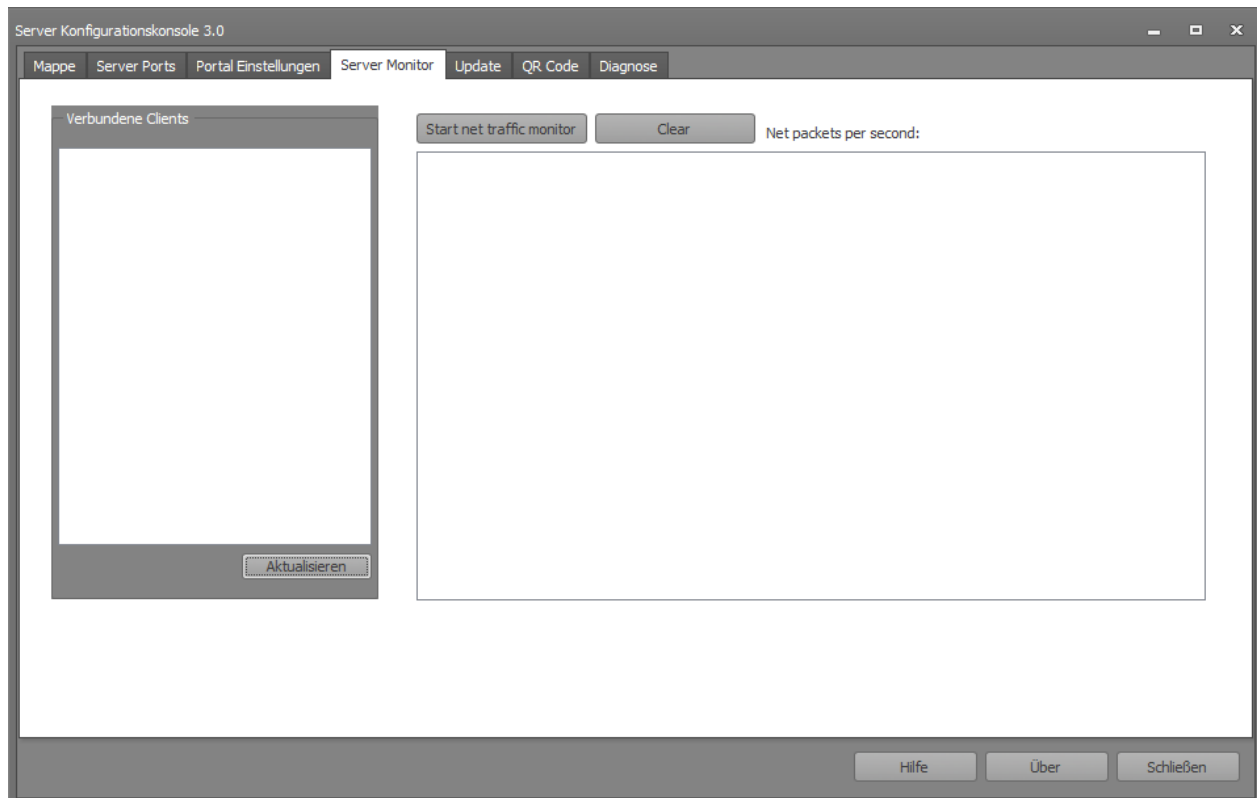 Server Konfigurationskonsole 3.0
Mappe Server Ports Portal Einstellungen Server Monitor Update QR Code Diagnose
Verbundene Clients
Start net traffic monitor Clear Net packets per second:
Aktualisieren
Hilfe Über Schließen